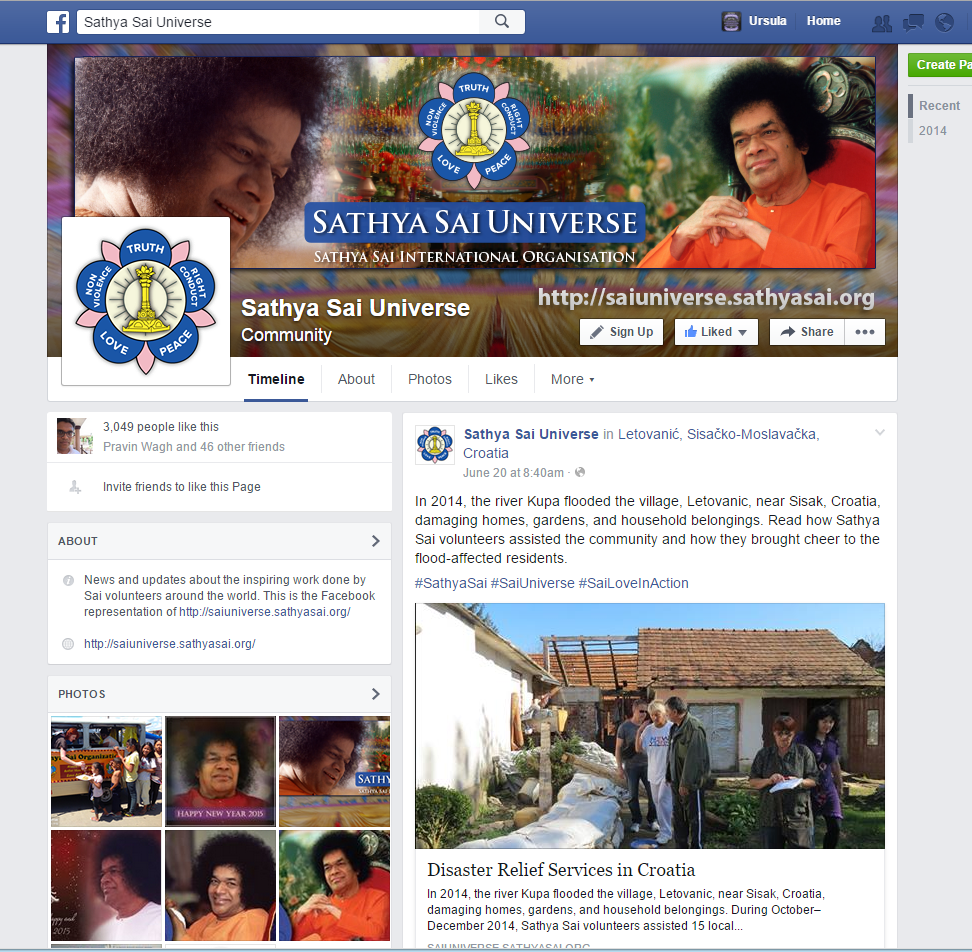 Sathya Sai Universe
Ursula
Home
Create Pa
Recent
2014
TRUTH
RIGHT CONDUCT
PEACE
LOVE
NON VIOLENCE
SATHYA SAI UNIVERSE
SATHYA SAI INTERNATIONAL ORGANISATION
http://saiuniverse.sathyasai.org
TRUTH
RIGHT CONDUCT
PEACE
LOVE
NON VIOLENCE
Sathya Sai Universe
Community
Sign Up
Liked
Share
Timeline
About
Photos
Likes
More
3,049 people like this
Pravin Wagh and 46 other friends
Invite friends to like this Page
ABOUT
News and updates about the inspiring work done by
Sai volunteers around the world. This is the Facebook
representation of http://saiuniverse.sathyasai.org/
http://saiuniverse.sathyasai.org/
PHOTOS
HAPPY NEW YEAR 2015
SATHY
2015
Sathya Sai Universe in Letovanić, Sisačko-Moslavačka,
Croatia
June 20 at 8:40am ·
In 2014, the river Kupa flooded the village, Letovanic, near Sisak, Croatia,
damaging homes, gardens, and household belongings. Read how Sathya
Sai volunteers assisted the community and how they brought cheer to the
flood-affected residents.
#SathyaSai #SaiUniverse #SaiLoveInAction
Disaster Relief Services in Croatia
In 2014, the river Kupa flooded the village, Letovanic, near Sisak, Croatia,
damaging homes, gardens, and household belongings. During October–
December 2014, Sathya Sai volunteers assisted 15 local...
SAIUNIVERSE.SATHYASAI.ORG